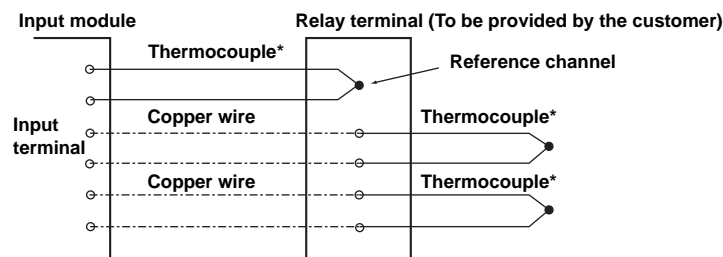 Input module
Relay terminal (To be provided by the customer)
Thermocouple*
Reference channel
Input
terminal
Copper wire
Thermocouple*
Copper wire
Thermocouple*